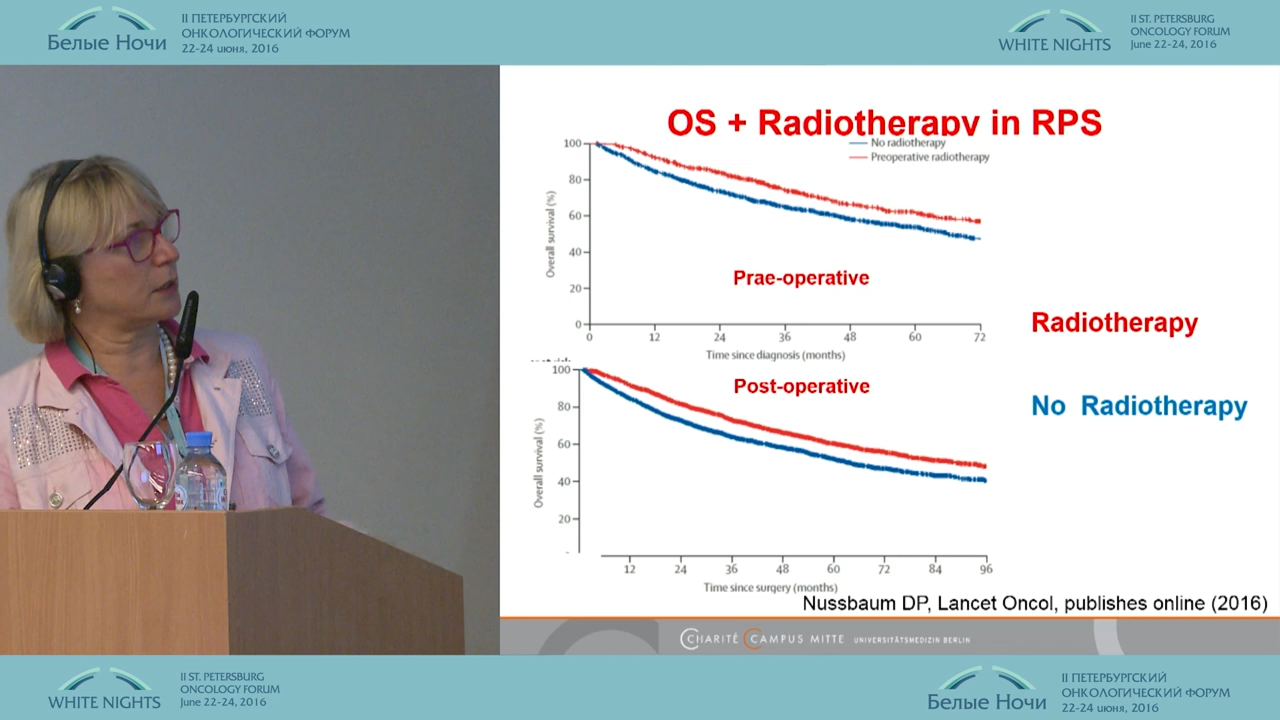 Белые Ночи
II ПЕТЕРБУРГСКИЙ
ОНКОЛОГИЧЕСКИЙ ФОРУМ
22-24 июня, 2016
WHITE NIGHTS
II ST. PETERSBURG
ONCOLOGY FORUM
June 22-24, 2016
OS + Radiotherapy in RPS
No radiotherapy
Preoperative radiotherapy
Overall survival (%)
100
80
60
40
20
0
Prae-operative
0 12 24 36 48 60 72
Time since diagnosis (months)
Radiotherapy
No Radiotherapy
Post-operative
Overall survival (%)
100
80
60
40
20
12 24 36 48 60 72 84 96
Time since surgery (months)
Nussbaum DP, Lancet Oncol, publishes online (2016)
CHARITÉ CAMPUS MITTE UNIVERSITÄTSMEDIZIN BERLIN
WHITE NIGHTS
II ST. PETERSBURG
ONCOLOGY FORUM
June 22-24, 2016
Белые Ночи
II ПЕТЕРБУРГСКИЙ
ОНКОЛОГИЧЕСКИЙ ФОРУМ
22-24 июня, 2016